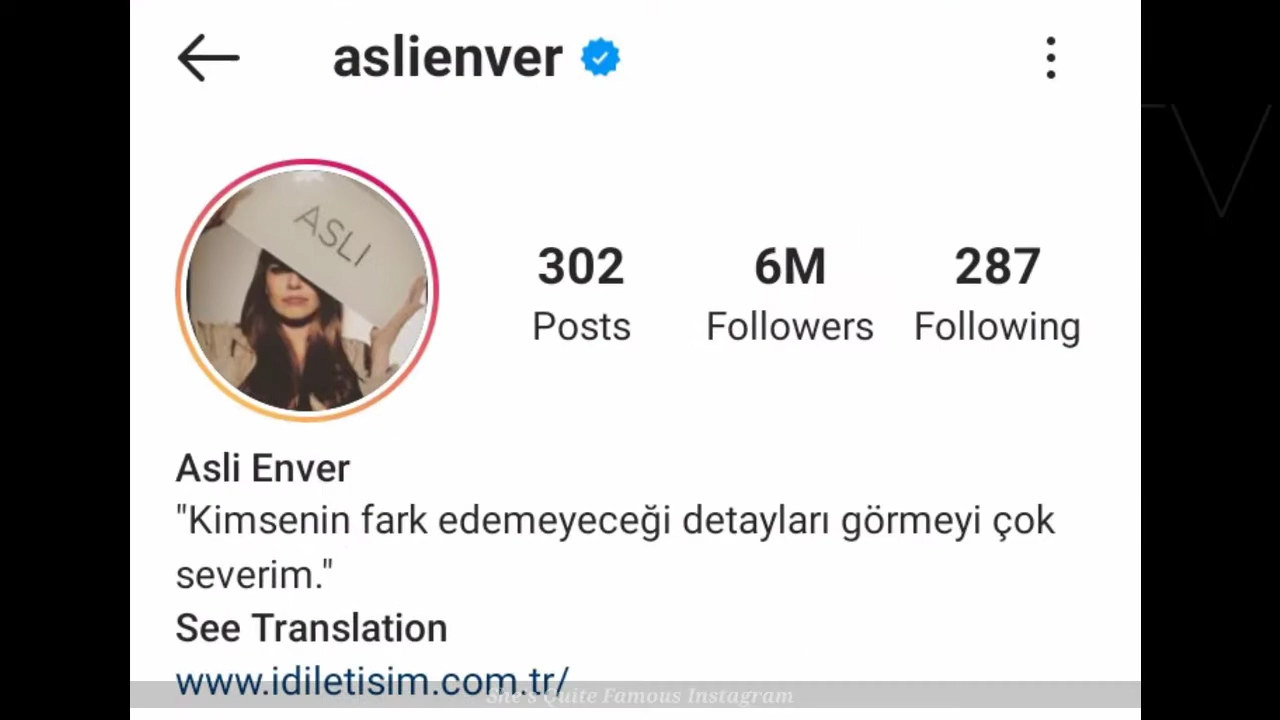 aslienver
ASLI
302 6M 287
Posts Followers Following
Asli Enver
"Kimsenin fark edemeyeceği detayları görmeyi çok
severim."
See Translation
www.idiletisim.com.tr/
She's Quite Famous Instagram
TV